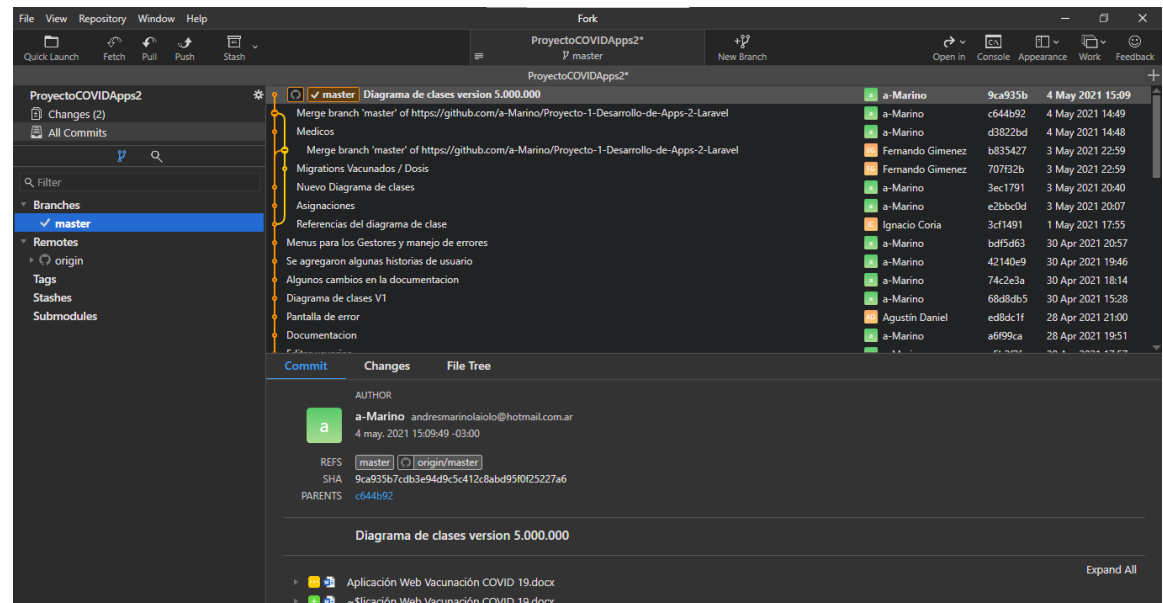 File View Repository Window Help Fork
Quick Launch Fetch Pull Push Stash ProyectoCOVIDApps2* master New Branch Open in Console Appearance Work Feedback
ProyectoCOVIDApps2*
ProyectoCOVIDApps2
Changes (2)
All Commits
Filter
Branches
master
Remotes
origin
Tags
Stashes
Submodules
master Diagrama de clases version 5.000.000 a a-Marino 9ca935b 4 May 2021 15:09
Merge branch 'master' of https://github.com/a-Marino/Proyecto-1-Desarrollo-de-Apps-2-Laravel a a-Marino c644b92 4 May 2021 14:49
Medicos a a-Marino d3822bd 4 May 2021 14:48
Merge branch 'master' of https://github.com/a-Marino/Proyecto-1-Desarrollo-de-Apps-2-Laravel FG Fernando Gimenez b835427 3 May 2021 22:59
Migrations Vacunados / Dosis FG Fernando Gimenez 707f32b 3 May 2021 22:59
Nuevo Diagrama de clases a a-Marino 3ec1791 3 May 2021 20:40
Asignaciones a a-Marino e2bbc0d 3 May 2021 20:07
Referencias del diagrama de clase IC Ignacio Coria 3cf1491 1 May 2021 17:55
Menus para los Gestores y manejo de errores a a-Marino bdf5d63 30 Apr 2021 20:57
Se agregaron algunas historias de usuario a a-Marino 42140e9 30 Apr 2021 19:46
Algunos cambios en la documentacion a a-Marino 74c2e3a 30 Apr 2021 18:14
Diagrama de clases V1 a a-Marino 68d8db5 30 Apr 2021 15:28
Pantalla de error AD Agustín Daniel ed8dc1f 28 Apr 2021 21:00
Documentacion a a-Marino a6f99ca 28 Apr 2021 19:51
Commit Changes File Tree
AUTHOR
a a-Marino andresmarinolaiolo@hotmail.com.ar
4 may. 2021 15:09:49 -03:00
REFS master origin/master
SHA 9ca935b7cdb3e94d9c5c412c8abd95f0f25227a6
PARENTS c644b92
Diagrama de clases version 5.000.000
Expand All
Aplicación Web Vacunación COVID 19.docx
~$licación Web Vacunación COVID 19.docx